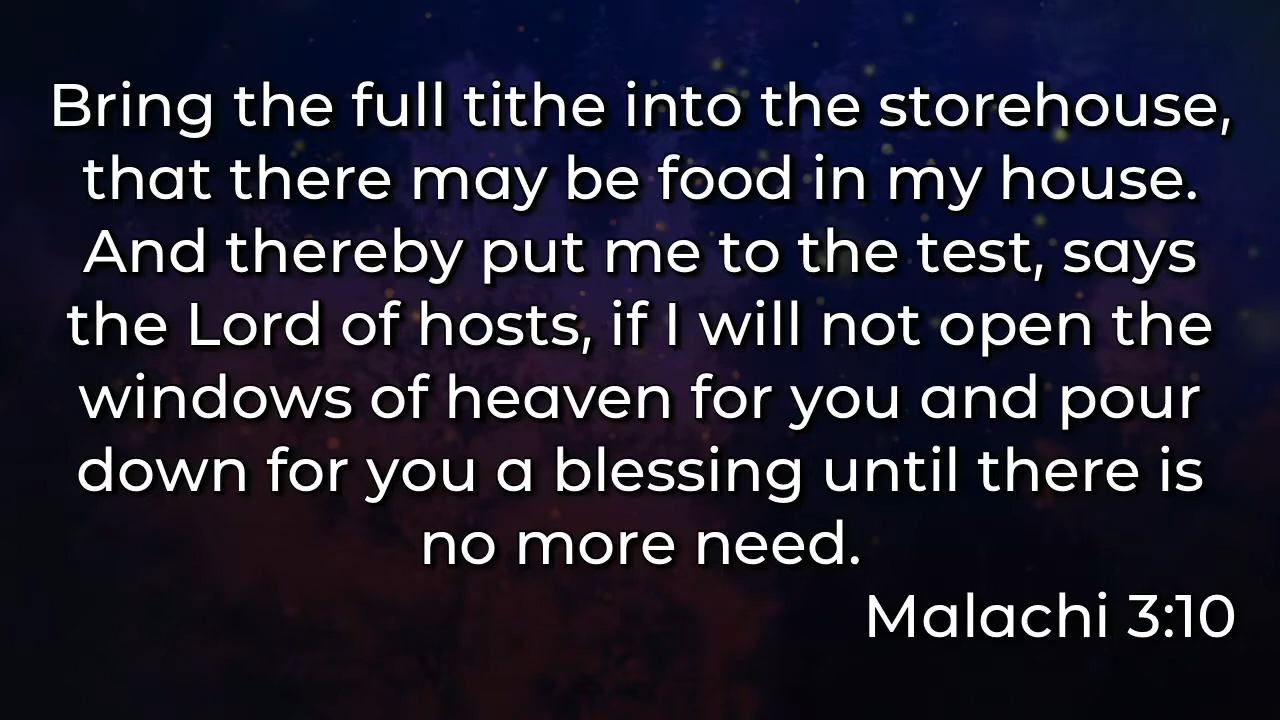 Bring the full tithe into the storehouse,
that there may be food in my house.
And thereby put me to the test, says
the Lord of hosts, if I will not open the
windows of heaven for you and pour
down for you a blessing until there is
no more need.
Malachi 3:10